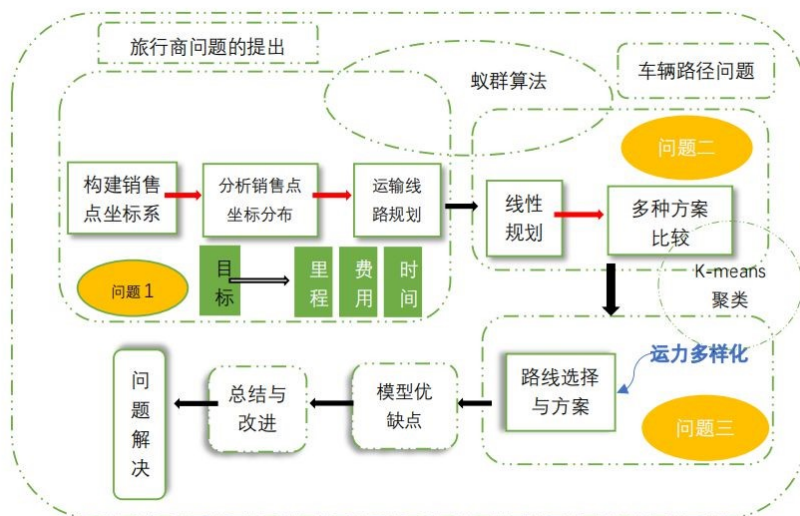 旅行商问题的提出
蚁群算法
车辆路径问题
问题二
构建销售
点坐标系
分析销售点
坐标分布
运输线
路规划
线性
规划
多种方案
比较
问题1
目
标
里
程
费
用
时
间
K-means
聚类
运力多样化
路线选择
与方案
问题三
模型优
缺点
总结与
改进
问
题
解
决